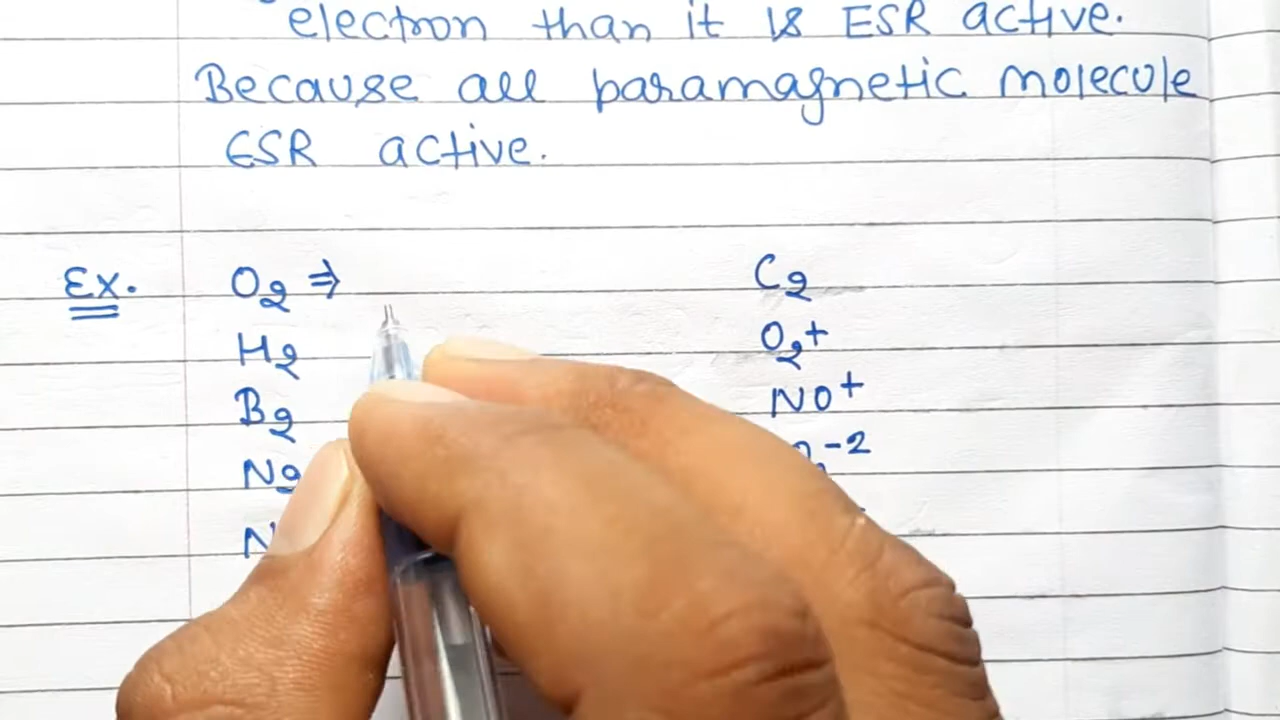 electron than it is ESR active.
Because all paramagnetic molecule
ESR active.
Ex. O2 ⇒ C2
H2 O2+
B2 NO+
N2 -2
N